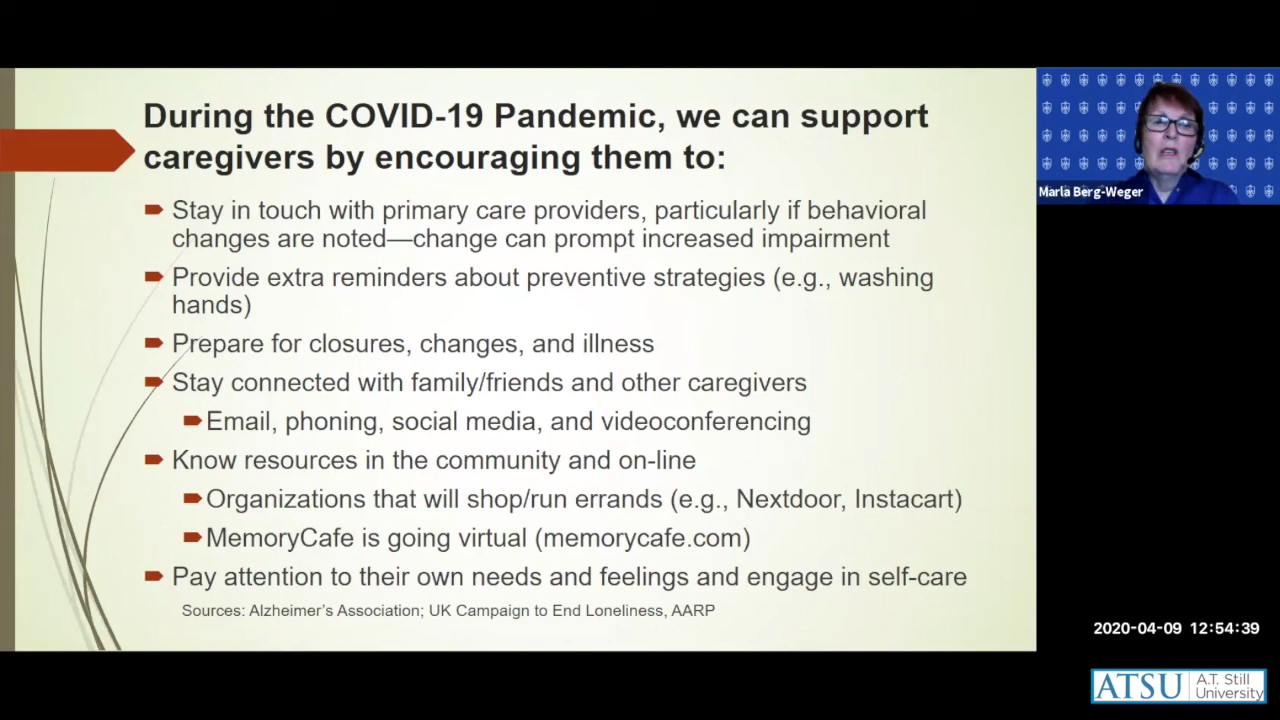 During the COVID-19 Pandemic, we can support
caregivers by encouraging them to:
Stay in touch with primary care providers, particularly if behavioral
changes are noted—change can prompt increased impairment
Provide extra reminders about preventive strategies (e.g., washing
hands)
Prepare for closures, changes, and illness
Stay connected with family/friends and other caregivers
Email, phoning, social media, and videoconferencing
Know resources in the community and on-line
Organizations that will shop/run errands (e.g., Nextdoor, Instacart)
MemoryCafe is going virtual (memorycafe.com)
Pay attention to their own needs and feelings and engage in self-care
Sources: Alzheimer's Association; UK Campaign to End Loneliness, AARP
Marla Berg-Weger
2020-04-09 12:54:39
ATSU
A.T. Still
University